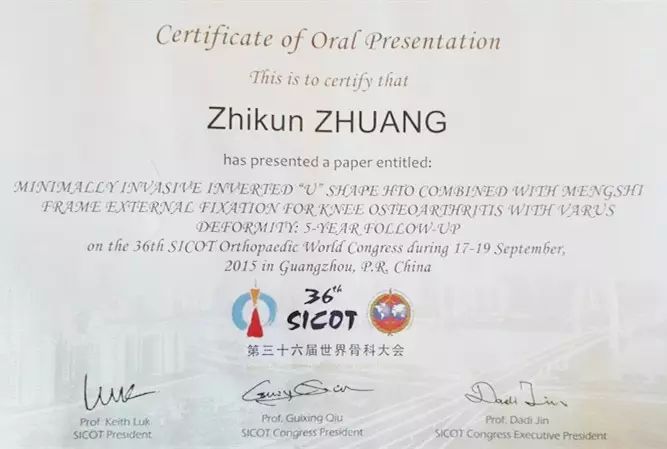 Certificate of Oral Presentation
This is to certify that
Zhikun ZHUANG
has presented a paper entitled:
MINIMALLY INVASIVE INVERTED "U" SHAPE HTO COMBINED WITH MENGSHI
FRAME EXTERNAL FIXATION FOR KNEE OSTEOARTHRITIS WITH VARUS
DEFORMITY: 5-YEAR FOLLOW-UP
on the 36th SICOT Orthopaedic World Congress during 17-19 September,
2015 in Guangzhou, P.R. China
36th
SICOT
第三十六届世界骨科大会
Luk
Dadi Jin
Prof. Keith Luk
Prof. Guixing Qiu
Prof. Dadi Jin
SICOT President
SICOT Congress President
SICOT Congress Executive President